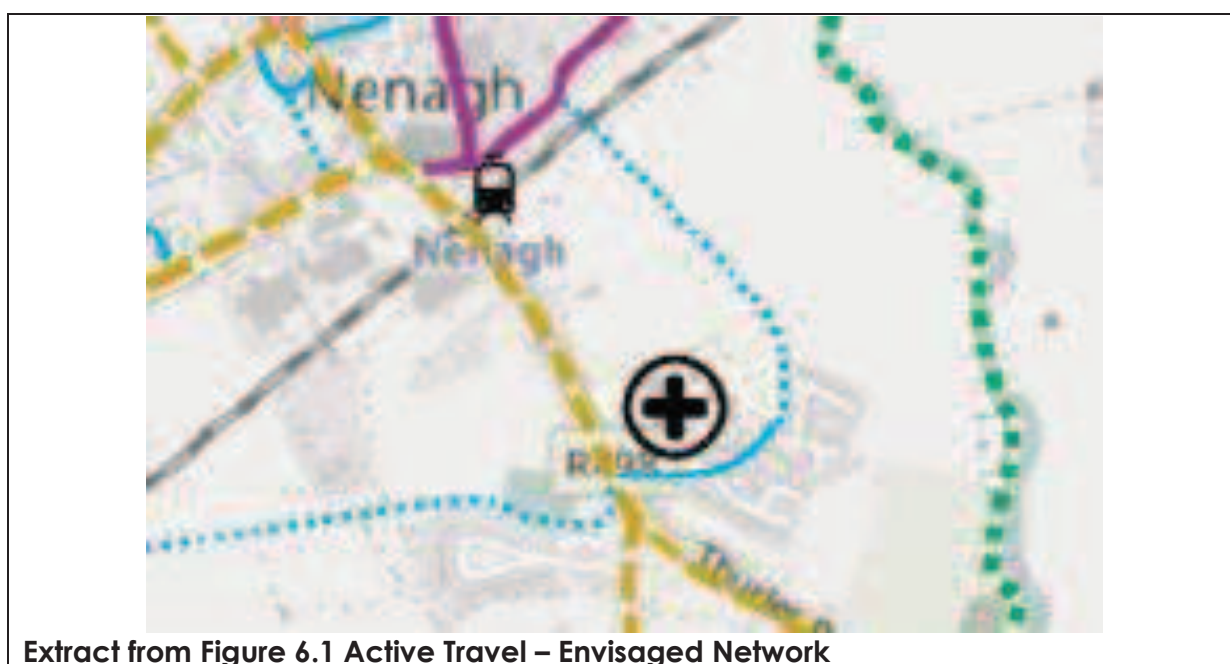 Nenagh
Nenagh
Extract from Figure 6.1 Active Travel – Envisaged Network